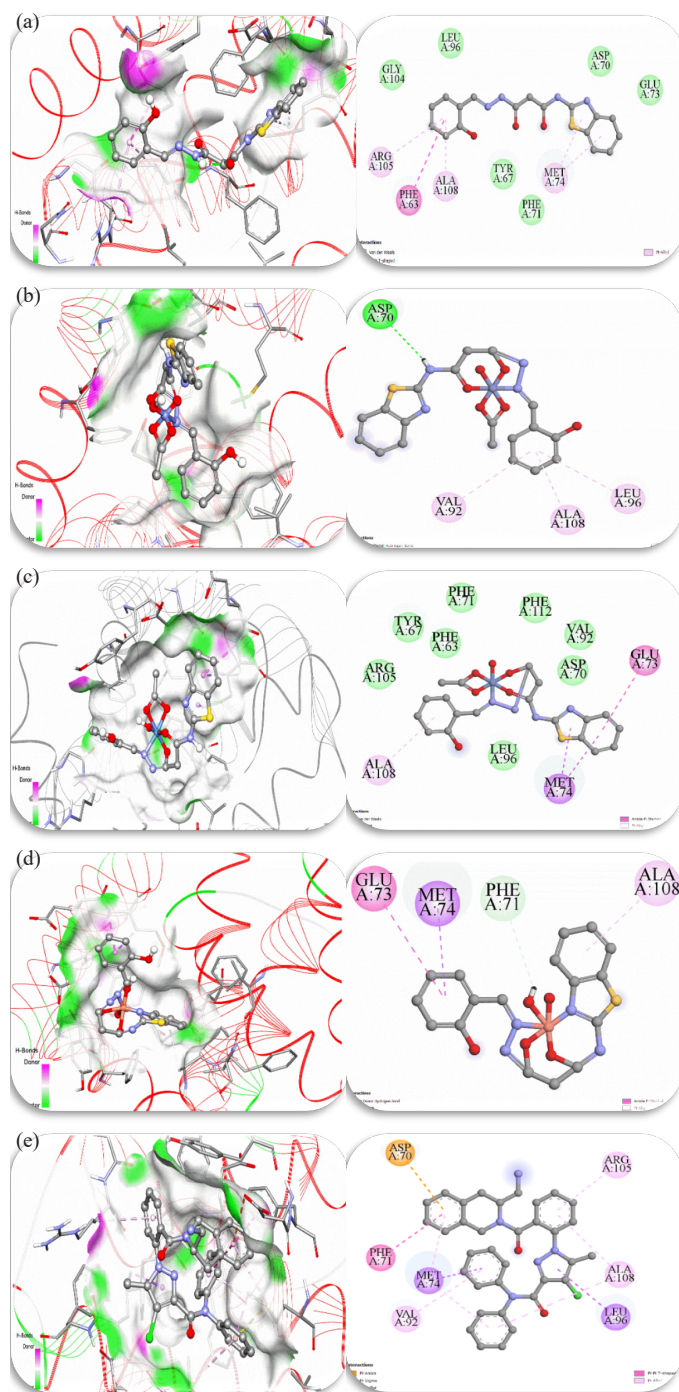 (a)
H-Bonds
Donor
LEU
A:96
GLY
A:104
ASP
A:70
GLU
A:73
ARG
A:105
PHE
A:63
ALA
A:108
TYR
A:67
PHE
A:71
MET
A:74
(b)
H-Bonds
Donor
ASP
A:70
VAL
A:92
ALA
A:108
LEU
A:96
(c)
H-Bonds
Donor
PHE
A:71
TYR
A:67
PHE
A:63
PHE
A:112
VAL
A:92
ASP
A:70
GLU
A:73
ARG
A:105
ALA
A:108
LEU
A:96
MET
A:74
(d)
H-Bonds
Donor
GLU
A:73
MET
A:74
PHE
A:71
ALA
A:108
(e)
H-Bonds
Donor
ASP
A:70
ARG
A:105
PHE
A:71
MET
A:74
VAL
A:92
ALA
A:108
LEU
A:96